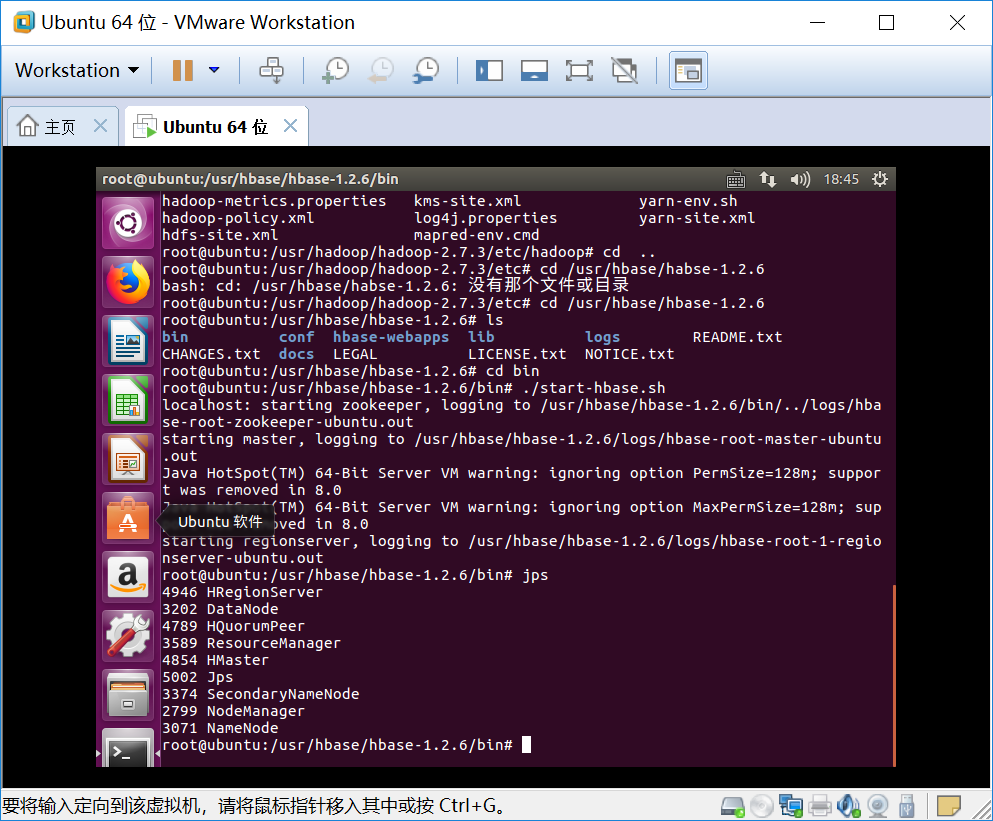 Ubuntu 64 位 - VMware Workstation
Workstation
主页
Ubuntu 64 位
root@ubuntu:/usr/hbase/hbase-1.2.6/bin
18:45
hadoop-metrics.properties kms-site.xml yarn-env.sh
hadoop-policy.xml log4j.properties yarn-site.xml
hdfs-site.xml mapred-env.cmd
root@ubuntu:/usr/hadoop/hadoop-2.7.3/etc/hadoop# cd ..
root@ubuntu:/usr/hadoop/hadoop-2.7.3/etc# cd /usr/hbase/habse-1.2.6
bash: cd: /usr/hbase/habse-1.2.6: 没有那个文件或目录
root@ubuntu:/usr/hadoop/hadoop-2.7.3/etc# cd /usr/hbase/hbase-1.2.6
root@ubuntu:/usr/hbase/hbase-1.2.6# ls
bin conf hbase-webapps lib logs README.txt
CHANGES.txt docs LEGAL LICENSE.txt NOTICE.txt
root@ubuntu:/usr/hbase/hbase-1.2.6# cd bin
root@ubuntu:/usr/hbase/hbase-1.2.6/bin# ./start-hbase.sh
localhost: starting zookeeper, logging to /usr/hbase/hbase-1.2.6/bin/../logs/hba
se-root-zookeeper-ubuntu.out
starting master, logging to /usr/hbase/hbase-1.2.6/logs/hbase-root-master-ubuntu
.out
Java HotSpot(TM) 64-Bit Server VM warning: ignoring option PermSize=128m; suppor
t was removed in 8.0
Java HotSpot(TM) 64-Bit Server VM warning: ignoring option MaxPermSize=128m; sup
Ubuntu 软件
oved in 8.0
starting regionserver, logging to /usr/hbase/hbase-1.2.6/logs/hbase-root-1-regio
nserver-ubuntu.out
root@ubuntu:/usr/hbase/hbase-1.2.6/bin# jps
4946 HRegionServer
3202 DataNode
4789 HQuorumPeer
3589 ResourceManager
4854 HMaster
5002 Jps
3374 SecondaryNameNode
2799 NodeManager
3071 NameNode
root@ubuntu:/usr/hbase/hbase-1.2.6/bin#
要将输入定向到该虚拟机，请将鼠标指针移入其中或按 Ctrl+G。